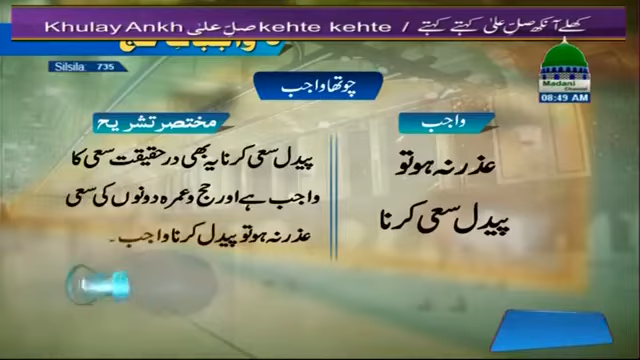 Khulay Ankh صلِّ علیٰ kehte kehte / کھلے آنکھ صلِّ علیٰ کہتے کہتے
Silsila: 735
Madani
Channel
08:49 AM
چوتھا واجب
واجب
عذر نہ ہو تو
پیدل سعی کرنا
مختصر تشریح
پیدل سعی کرنا یہ بھی در حقیقت سعی کا
واجب ہے اور حج و عمرہ دونوں کی سعی
عذر نہ ہو تو پیدل کرنا واجب۔